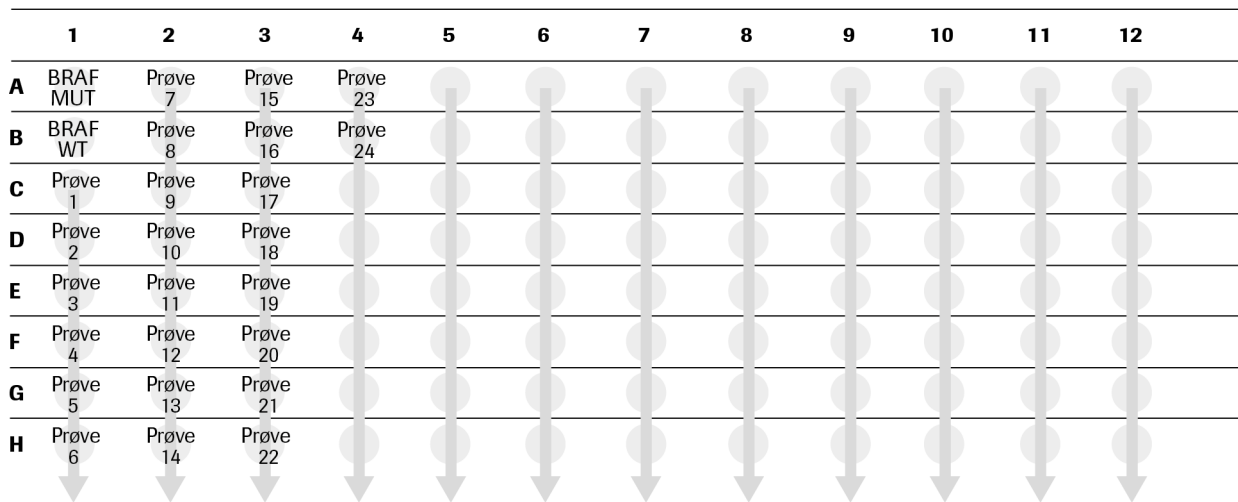 1 2 3 4 5 6 7 8 9 10 11 12
A BRAF MUT Prøve 7 Prøve 15 Prøve 23
B BRAF WT Prøve 8 Prøve 16 Prøve 24
C Prøve 1 Prøve 9 Prøve 17
D Prøve 2 Prøve 10 Prøve 18
E Prøve 3 Prøve 11 Prøve 19
F Prøve 4 Prøve 12 Prøve 20
G Prøve 5 Prøve 13 Prøve 21
H Prøve 6 Prøve 14 Prøve 22